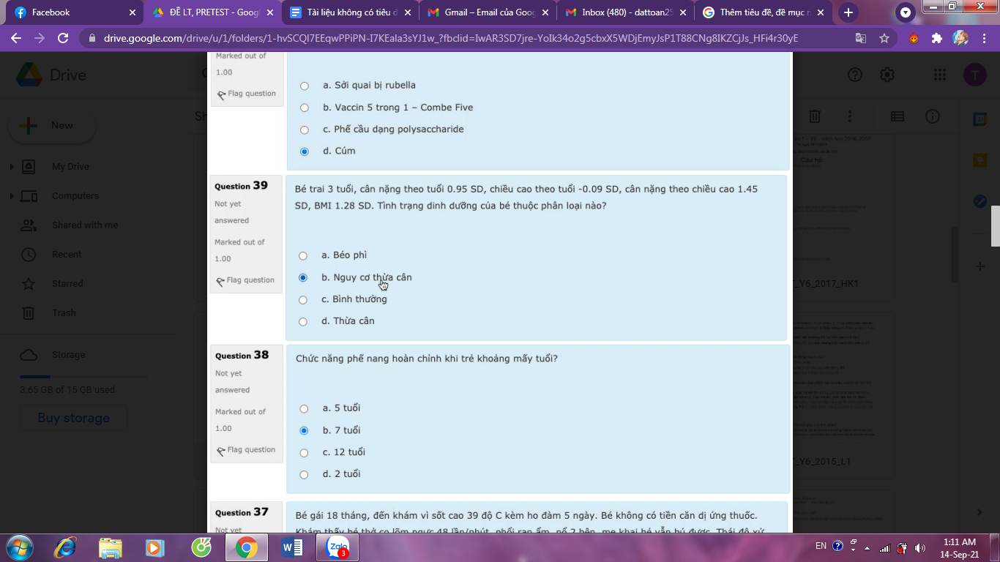 Facebook
ĐỀ LT, PRETEST - Googl
Tài liệu không có tiêu đ
Gmail – Email của Goog
Inbox (480) - dattoan25
Thêm tiêu đề, đề mục n
drive.google.com/drive/u/1/folders/1-hvSCQI7EEqwPPiPN-I7KEala3sYJ1w_?fbclid=IwAR3SD7jre-YoIk34o2g5cbxX5WDjEmyJsP1T88CNg8IKZCjJs_HFi4r30yE
Drive
T
New
My Drive
Computers
Shared with me
Recent
Starred
Trash
Storage
3.65 GB of 15 GB used
Buy storage
Marked out of
1.00
Flag question
a. Sởi quai bị rubella
b. Vaccin 5 trong 1 – Combe Five
c. Phế cầu dạng polysaccharide
d. Cúm
Question 39
Not yet
answered
Marked out of
1.00
Flag question
Bé trai 3 tuổi, cân nặng theo tuổi 0.95 SD, chiều cao theo tuổi -0.09 SD, cân nặng theo chiều cao 1.45
SD, BMI 1.28 SD. Tình trạng dinh dưỡng của bé thuộc phân loại nào?
a. Béo phì
b. Nguy cơ thừa cân
c. Bình thường
d. Thừa cân
Question 38
Not yet
answered
Marked out of
1.00
Flag question
Chức năng phế nang hoàn chỉnh khi trẻ khoảng mấy tuổi?
a. 5 tuổi
b. 7 tuổi
c. 12 tuổi
d. 2 tuổi
Question 37
Not yet
Bé gái 18 tháng, đến khám vì sốt cao 39 độ C kèm ho đàm 5 ngày. Bé không có tiền căn dị ứng thuốc.
Khám thấy bé thở co lõm ngực 48 lần/phút, phổi ran ẩm, nổ 2 bên, mẹ khai bé vẫn bú được. Thái độ xử
Câu hỏi
_Y6_2017_HK1
_Y6_2015_L1
Zalo
3
EN
1:11 AM
14-Sep-21